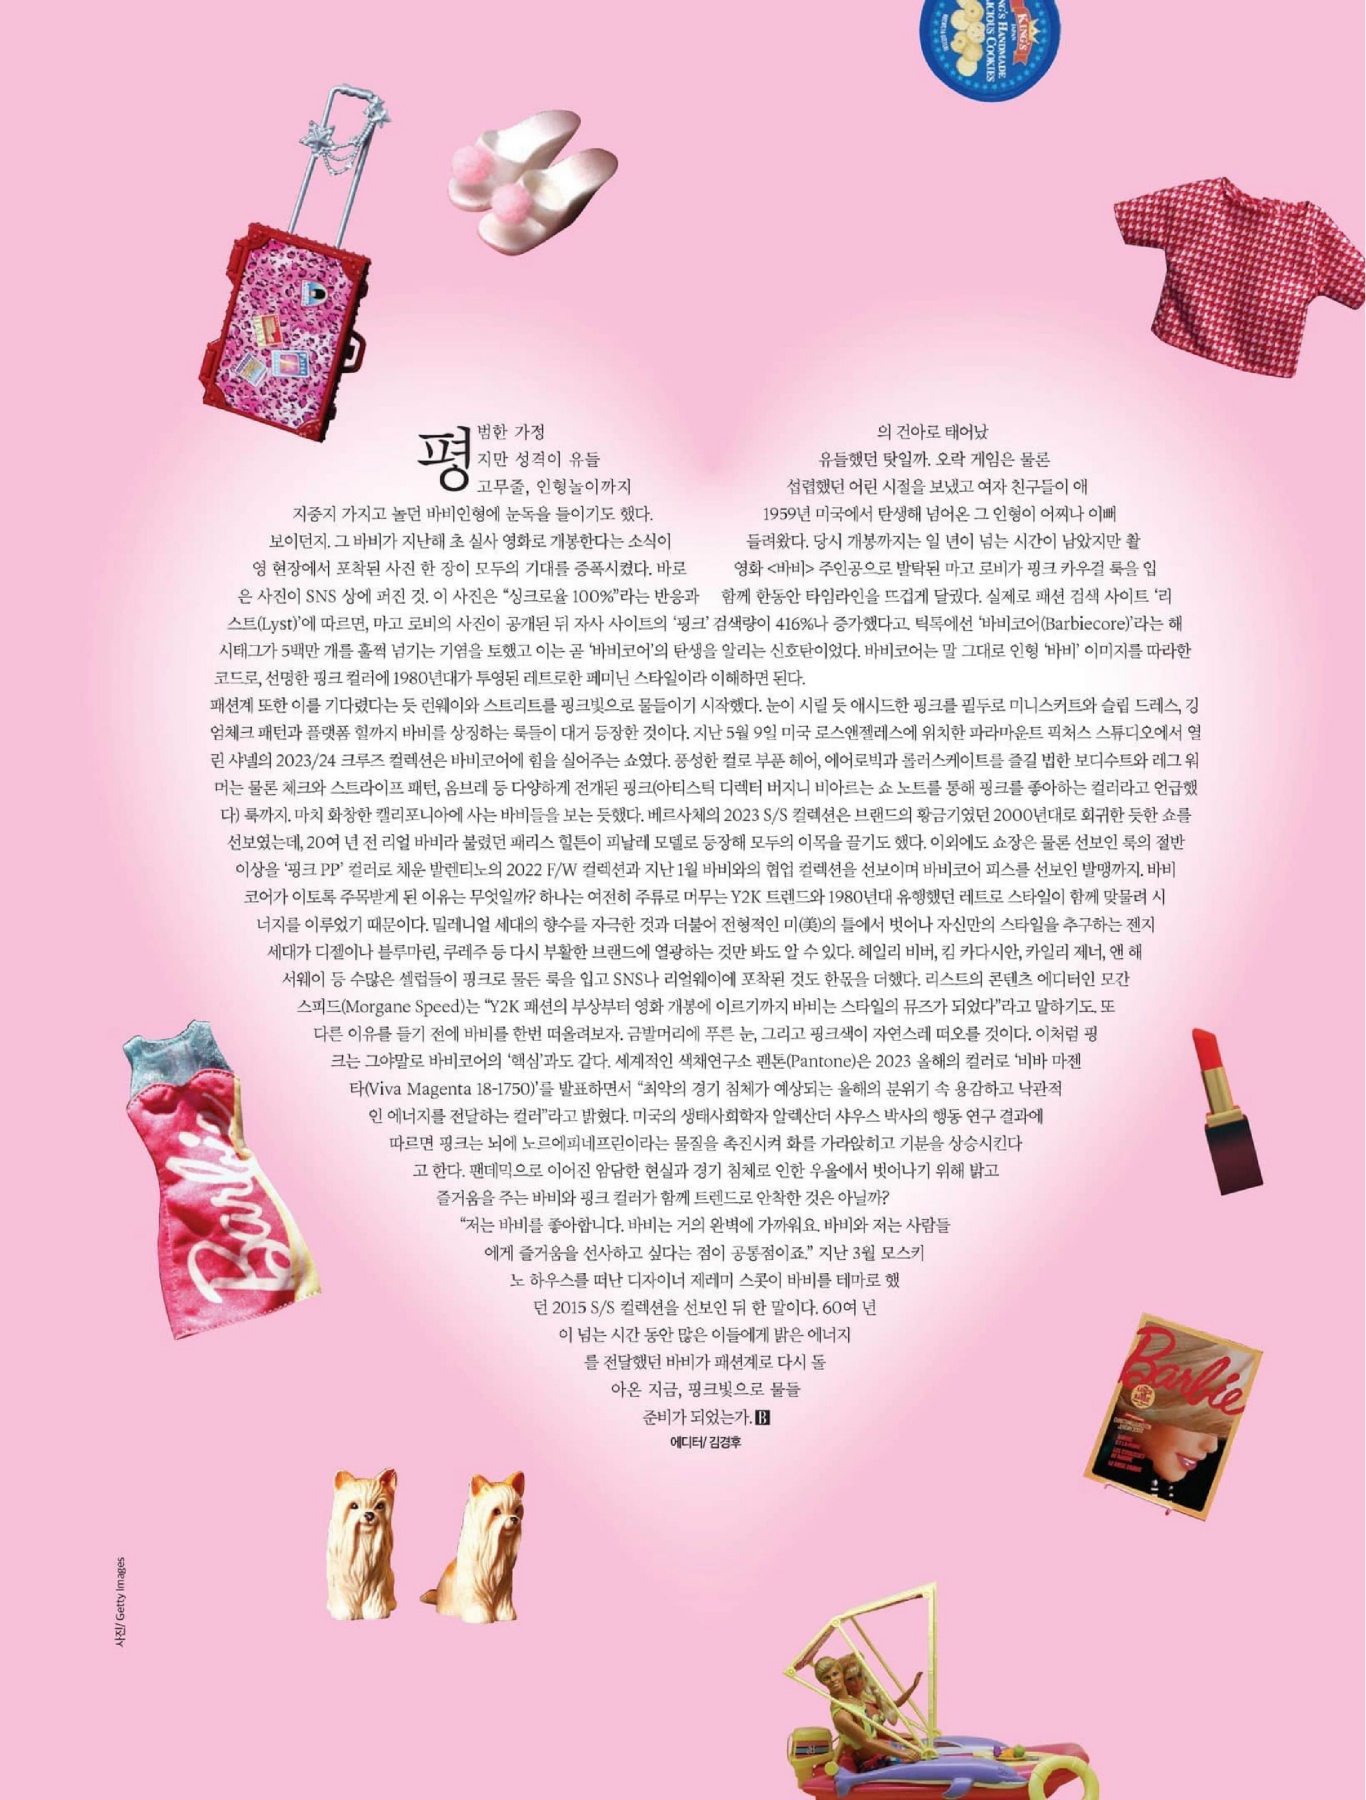 KING'S
JAPAN
NG'S HANDMADE
ICIOUS COOKIES
평범한 가정의 건아로 태어났
지만 성격이 유들유들했던 탓일까. 오락 게임은 물론
고무줄, 인형놀이까지 섭렵했던 어린 시절을 보냈고 여자 친구들이 애
지중지 가지고 놀던 바비인형에 눈독을 들이기도 했다. 1959년 미국에서 탄생해 넘어온 그 인형이 어찌나 이뻐
보이던지. 그 바비가 지난해 초 실사 영화로 개봉한다는 소식이 들려왔다. 당시 개봉까지는 일 년이 넘는 시간이 남았지만 촬
영 현장에서 포착된 사진 한 장이 모두의 기대를 증폭시켰다. 바로 영화 <바비> 주인공으로 발탁된 마고 로비가 핑크 카우걸 룩을 입
은 사진이 SNS 상에 퍼진 것. 이 사진은 “싱크로율 100%”라는 반응과 함께 한동안 타임라인을 뜨겁게 달궜다. 실제로 패션 검색 사이트 ‘리
스트(Lyst)’에 따르면, 마고 로비의 사진이 공개된 뒤 자사 사이트의 ‘핑크’ 검색량이 416%나 증가했다고. 틱톡에선 ‘바비코어(Barbiecore)’라는 해
시태그가 5백만 개를 훌쩍 넘기는 기염을 토했고 이는 곧 ‘바비코어’의 탄생을 알리는 신호탄이었다. 바비코어는 말 그대로 인형 ‘바비’ 이미지를 따라한
코드로, 선명한 핑크 컬러에 1980년대가 투영된 레트로한 페미닌 스타일이라 이해하면 된다.
패션계 또한 이를 기다렸다는 듯 런웨이와 스트리트를 핑크빛으로 물들이기 시작했다. 눈이 시릴 듯 애시드한 핑크를 필두로 미니스커트와 슬립 드레스, 깅
엄체크 패턴과 플랫폼 힐까지 바비를 상징하는 룩들이 대거 등장한 것이다. 지난 5월 9일 미국 로스앤젤레스에 위치한 파라마운트 픽처스 스튜디오에서 열
린 샤넬의 2023/24 크루즈 컬렉션은 바비코어에 힘을 실어주는 쇼였다. 풍성한 컬로 부푼 헤어, 에어로빅과 롤러스케이트를 즐길 법한 보디수트와 레그 워
머는 물론 체크와 스트라이프 패턴, 옴브레 등 다양하게 전개된 핑크(아티스틱 디렉터 버지니 비아르는 쇼 노트를 통해 핑크를 좋아하는 컬러라고 언급했
다) 룩까지. 마치 화창한 캘리포니아에 사는 바비들을 보는 듯했다. 베르사체의 2023 S/S 컬렉션은 브랜드의 황금기였던 2000년대로 회귀한 듯한 쇼를
선보였는데, 20여 년 전 리얼 바비라 불렸던 패리스 힐튼이 피날레 모델로 등장해 모두의 이목을 끌기도 했다. 이외에도 쇼장은 물론 선보인 룩의 절반
이상을 ‘핑크 PP’ 컬러로 채운 발렌티노의 2022 F/W 컬렉션과 지난 1월 바비와의 협업 컬렉션을 선보이며 바비코어 피스를 선보인 발맹까지. 바비
코어가 이토록 주목받게 된 이유는 무엇일까? 하나는 여전히 주류로 머무는 Y2K 트렌드와 1980년대 유행했던 레트로 스타일이 함께 맞물려 시
너지를 이루었기 때문이다. 밀레니얼 세대의 향수를 자극한 것과 더불어 전형적인 미(美)의 틀에서 벗어나 자신만의 스타일을 추구하는 젠지
세대가 디젤이나 블루마린, 쿠레주 등 다시 부활한 브랜드에 열광하는 것만 봐도 알 수 있다. 헤일리 비버, 킴 카다시안, 카일리 제너, 앤 해
서웨이 등 수많은 셀럽들이 핑크로 물든 룩을 입고 SNS나 리얼웨이에 포착된 것도 한몫을 더했다. 리스트의 콘텐츠 에디터인 모간
스피드(Morgane Speed)는 “Y2K 패션의 부상부터 영화 개봉에 이르기까지 바비는 스타일의 뮤즈가 되었다”라고 말하기도. 또
다른 이유를 들기 전에 바비를 한번 떠올려보자. 금발머리에 푸른 눈, 그리고 핑크색이 자연스레 떠오를 것이다. 이처럼 핑
크는 그야말로 바비코어의 ‘핵심’과도 같다. 세계적인 색채연구소 팬톤(Pantone)은 2023 올해의 컬러로 ‘비바 마젠
타(Viva Magenta 18-1750)’를 발표하면서 “최악의 경기 침체가 예상되는 올해의 분위기 속 용감하고 낙관적
인 에너지를 전달하는 컬러”라고 밝혔다. 미국의 생태사회학자 알렉산더 샤우스 박사의 행동 연구 결과에
따르면 핑크는 뇌에 노르에피네프린이라는 물질을 촉진시켜 화를 가라앉히고 기분을 상승시킨다
고 한다. 팬데믹으로 이어진 암담한 현실과 경기 침체로 인한 우울에서 벗어나기 위해 밝고
즐거움을 주는 바비와 핑크 컬러가 함께 트렌드로 안착한 것은 아닐까?
“저는 바비를 좋아합니다. 바비는 거의 완벽에 가까워요. 바비와 저는 사람들
에게 즐거움을 선사하고 싶다는 점이 공통점이죠.” 지난 3월 모스키
노 하우스를 떠난 디자이너 제레미 스콧이 바비를 테마로 했
던 2015 S/S 컬렉션을 선보인 뒤 한 말이다. 60여 년
이 넘는 시간 동안 많은 이들에게 밝은 에너지
를 전달했던 바비가 패션계로 다시 돌
아온 지금, 핑크빛으로 물들
준비가 되었는가. B
에디터/ 김경후
Barbie
Barbie
사진/ Getty Images